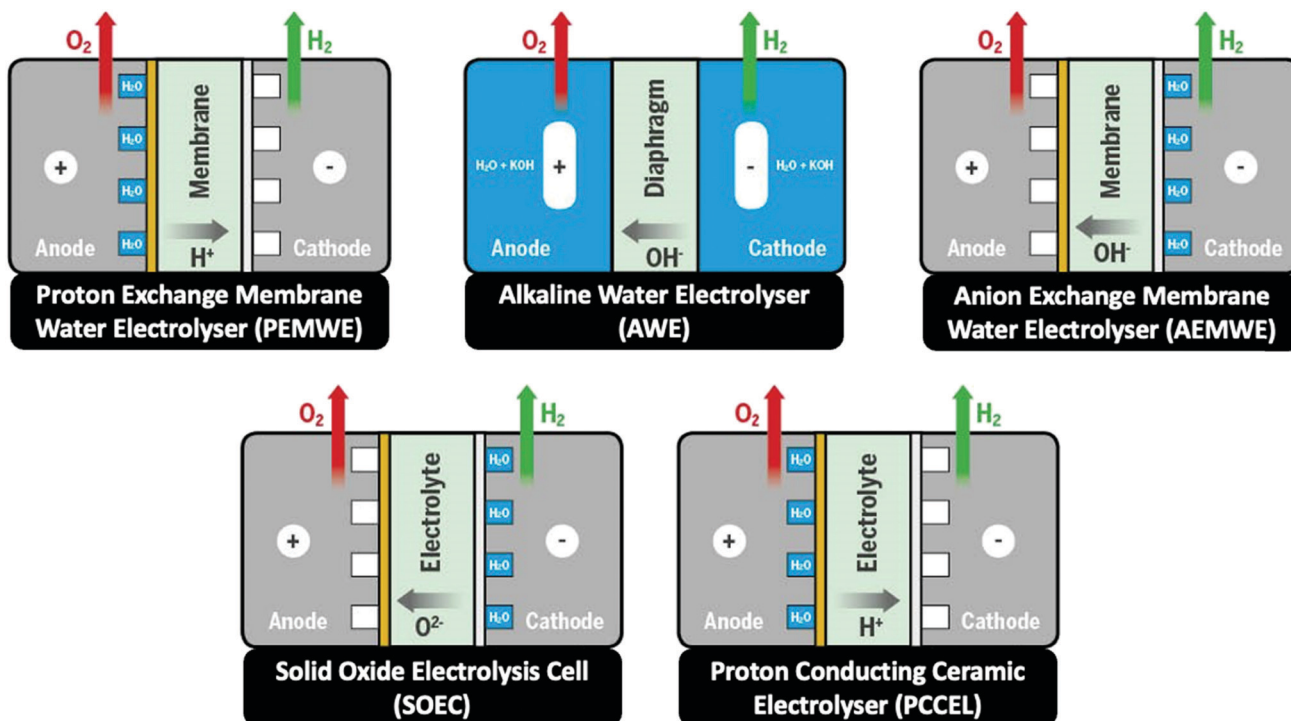 O₂
H₂
H₂O
H₂O
H₂O
H₂O
+
-
Membrane
Anode
Cathode
H⁺
Proton Exchange Membrane
Water Electrolyser (PEMWE)
O₂
H₂
H₂O + KOH
+
-
H₂O + KOH
Diaphragm
Anode
Cathode
OH⁻
Alkaline Water Electrolyser
(AWE)
O₂
H₂
H₂O
H₂O
H₂O
H₂O
+
-
Membrane
Anode
Cathode
OH⁻
Anion Exchange Membrane
Water Electrolyser (AEMWE)
O₂
H₂
H₂O
H₂O
H₂O
H₂O
+
-
Electrolyte
Anode
Cathode
O²⁻
Solid Oxide Electrolysis Cell
(SOEC)
O₂
H₂
H₂O
H₂O
H₂O
H₂O
+
-
Electrolyte
Anode
Cathode
H⁺
Proton Conducting Ceramic
Electrolyser (PCCEL)